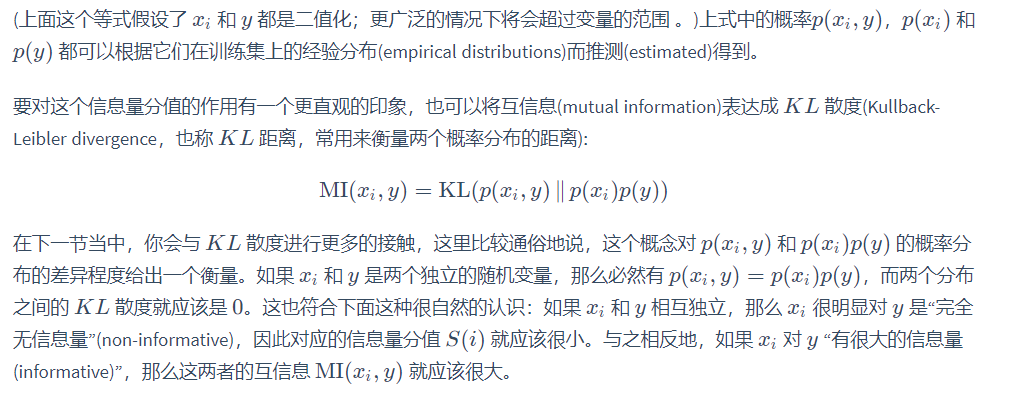 (上面这个等式假设了 $x_i$ 和 $y$ 都是二值化；更广泛的情况下将会超过变量的范围 。)上式中的概率$p(x_i, y)$，$p(x_i)$ 和
$p(y)$ 都可以根据它们在训练集上的经验分布(empirical distributions)而推测(estimated)得到。
要对这个信息量分值的作用有一个更直观的印象，也可以将互信息(mutual information)表达成 $KL$ 散度(Kullback-
Leibler divergence，也称 $KL$ 距离，常用来衡量两个概率分布的距离):
$\mathrm{MI}(x_i, y) = \mathrm{KL}(p(x_i, y) \parallel p(x_i)p(y))$
在下一节当中，你会与 $KL$ 散度进行更多的接触，这里比较通俗地说，这个概念对 $p(x_i, y)$ 和 $p(x_i)p(y)$ 的概率分
布的差异程度给出一个衡量。如果 $x_i$ 和 $y$ 是两个独立的随机变量，那么必然有 $p(x_i, y) = p(x_i)p(y)$，而两个分布
之间的 $KL$ 散度就应该是 $0$。这也符合下面这种很自然的认识：如果 $x_i$ 和 $y$ 相互独立，那么 $x_i$ 很明显对 $y$ 是“完全
无信息量”(non-informative)，因此对应的信息量分值 $S(i)$ 就应该很小。与之相反地，如果 $x_i$ 对 $y$ “有很大的信息量
(informative)”，那么这两者的互信息 $\mathrm{MI}(x_i, y)$ 就应该很大。